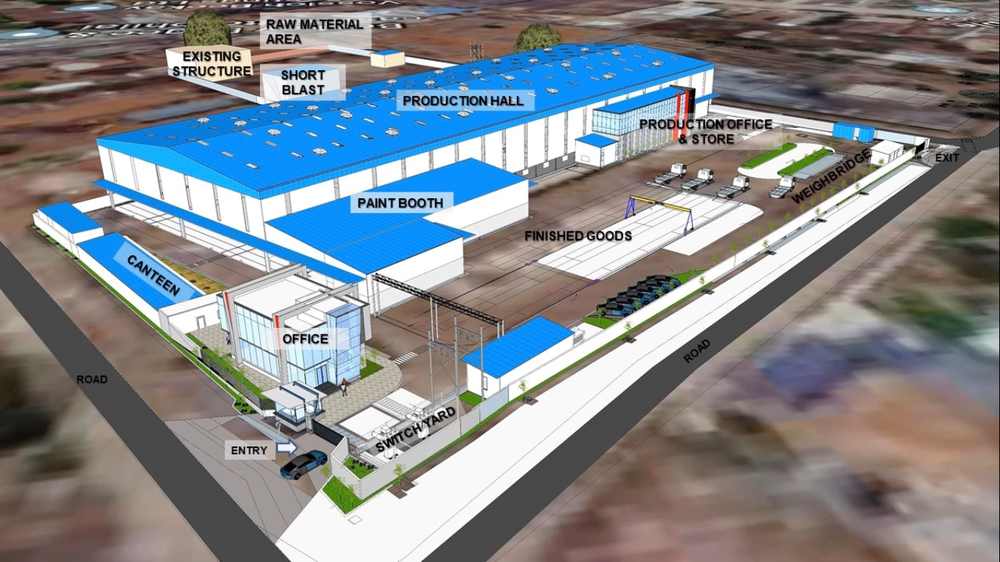 RAW MATERIAL
AREA
EXISTING
STRUCTURE
SHORT
BLAST
PRODUCTION HALL
PRODUCTION OFFICE
& STORE
EXIT
WEIGHBRIDGE
PAINT BOOTH
FINISHED GOODS
CANTEEN
OFFICE
ROAD
ROAD
SWITCH YARD
ENTRY